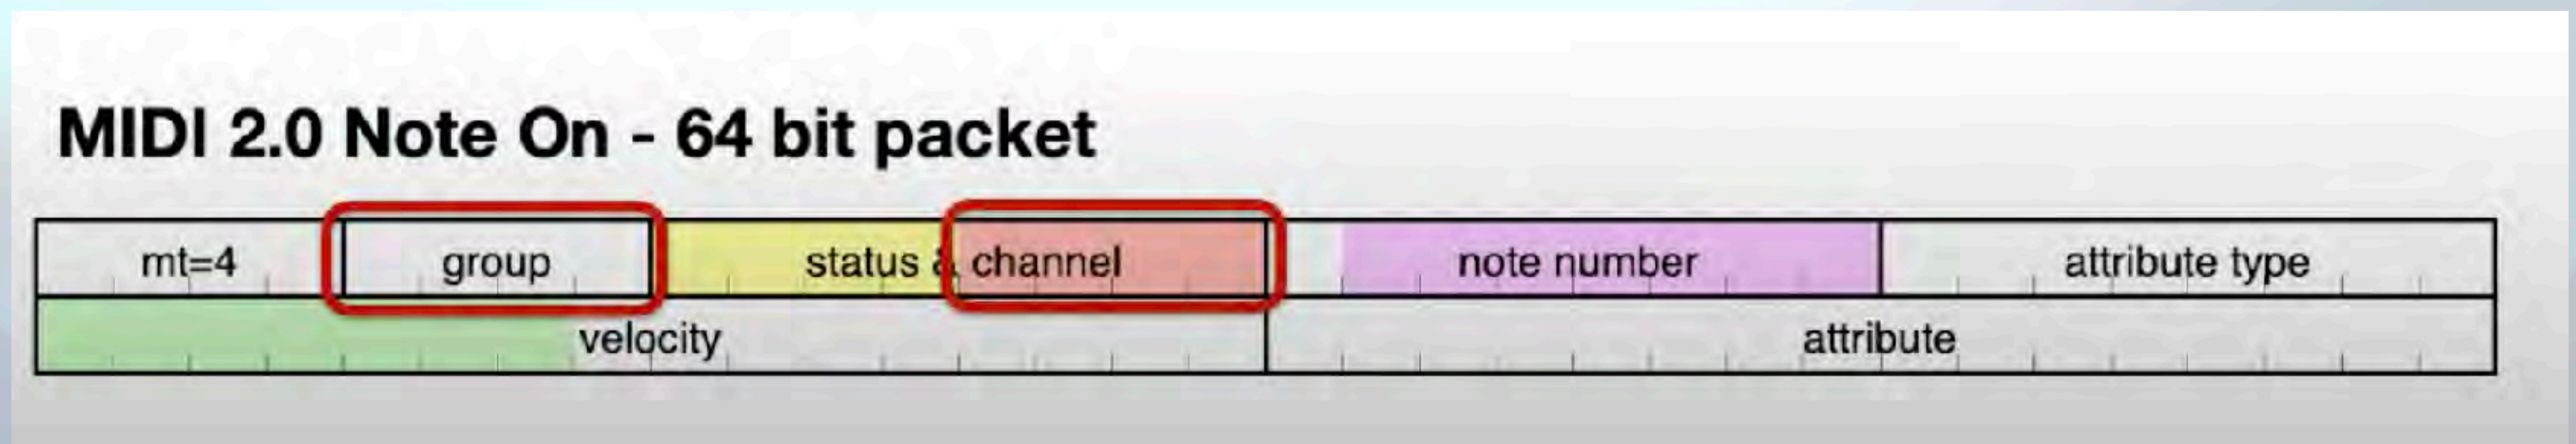 MIDI 2.0 Note On - 64 bit packet
mt=4 group status & channel note number attribute type
velocity attribute